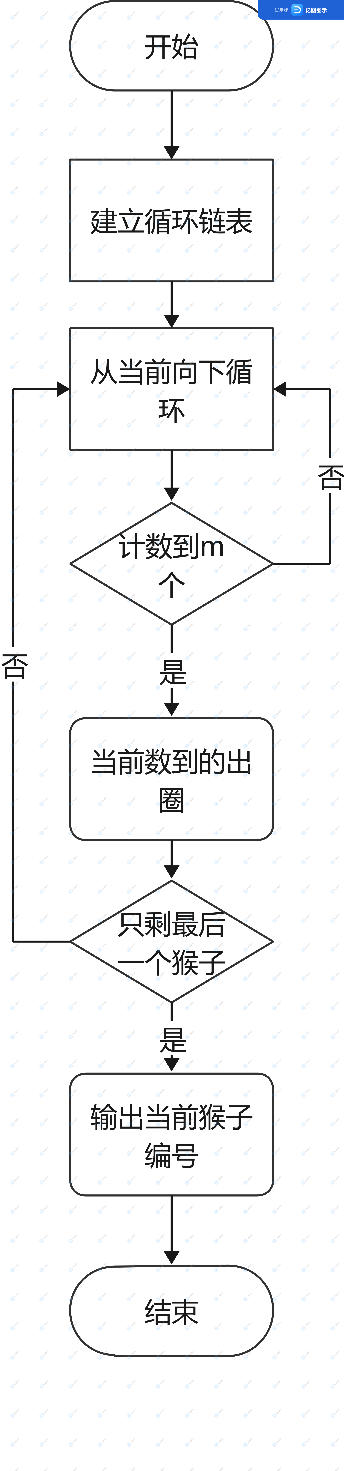 开始
建立循环链表
从当前向下循
环
否
计数到m
个
是
否
当前数到的出
圈
只剩最后
一个猴子
是
输出当前猴子
编号
结束